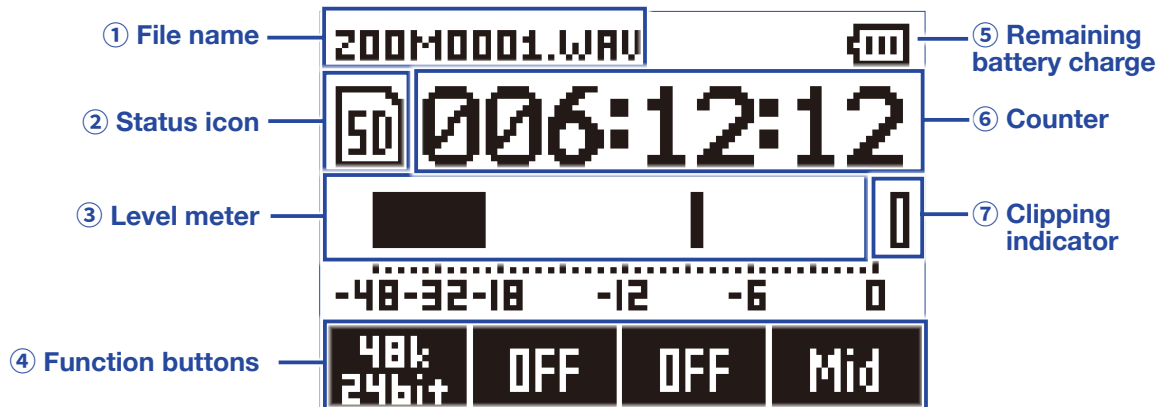 ① File name
ZOOM0001.WAV
⑤ Remaining
battery charge
② Status icon
SD
006:12:12
⑥ Counter
③ Level meter
⑦ Clipping
indicator
-48-32-18 -12 -6 0
④ Function buttons
48k
24bit
OFF
OFF
Mid